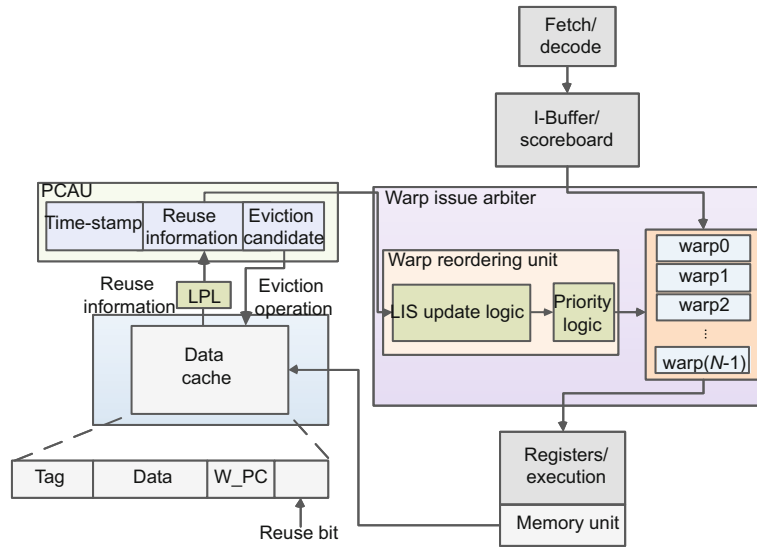 Fetch/
decode
I-Buffer/
scoreboard
PCAU
Time-stamp
Reuse
information
Eviction
candidate
Reuse
information
LPL
Eviction
operation
Data
cache
Tag
Data
W_PC
Reuse bit
Warp issue arbiter
Warp reordering unit
LIS update logic
Priority
logic
warp0
warp1
warp2
...
warp(N-1)
Registers/
execution
Memory unit